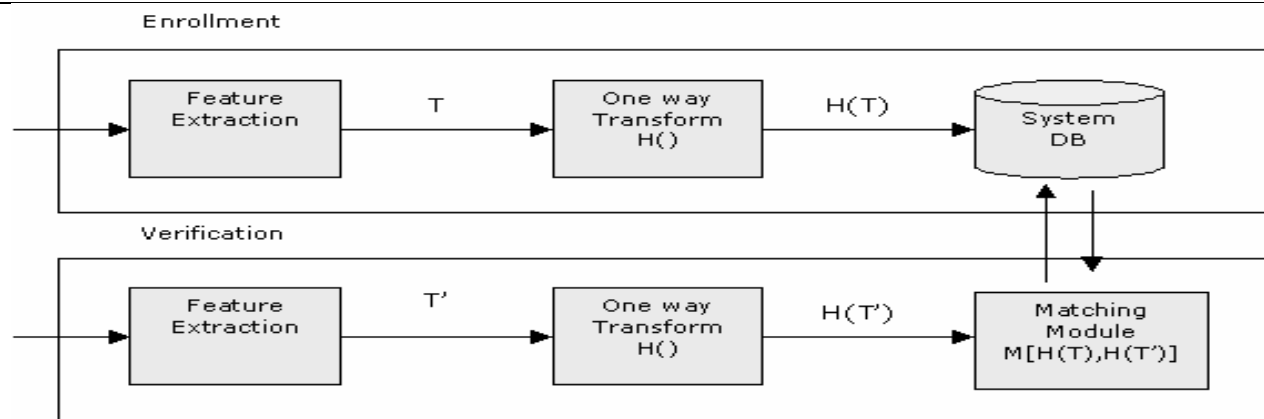 Enrollment
Feature
Extraction
T
One way
Transform
H()
H(T)
System
DB
Verification
Feature
Extraction
T'
One way
Transform
H()
H(T')
Matching
Module
M[H(T),H(T')]